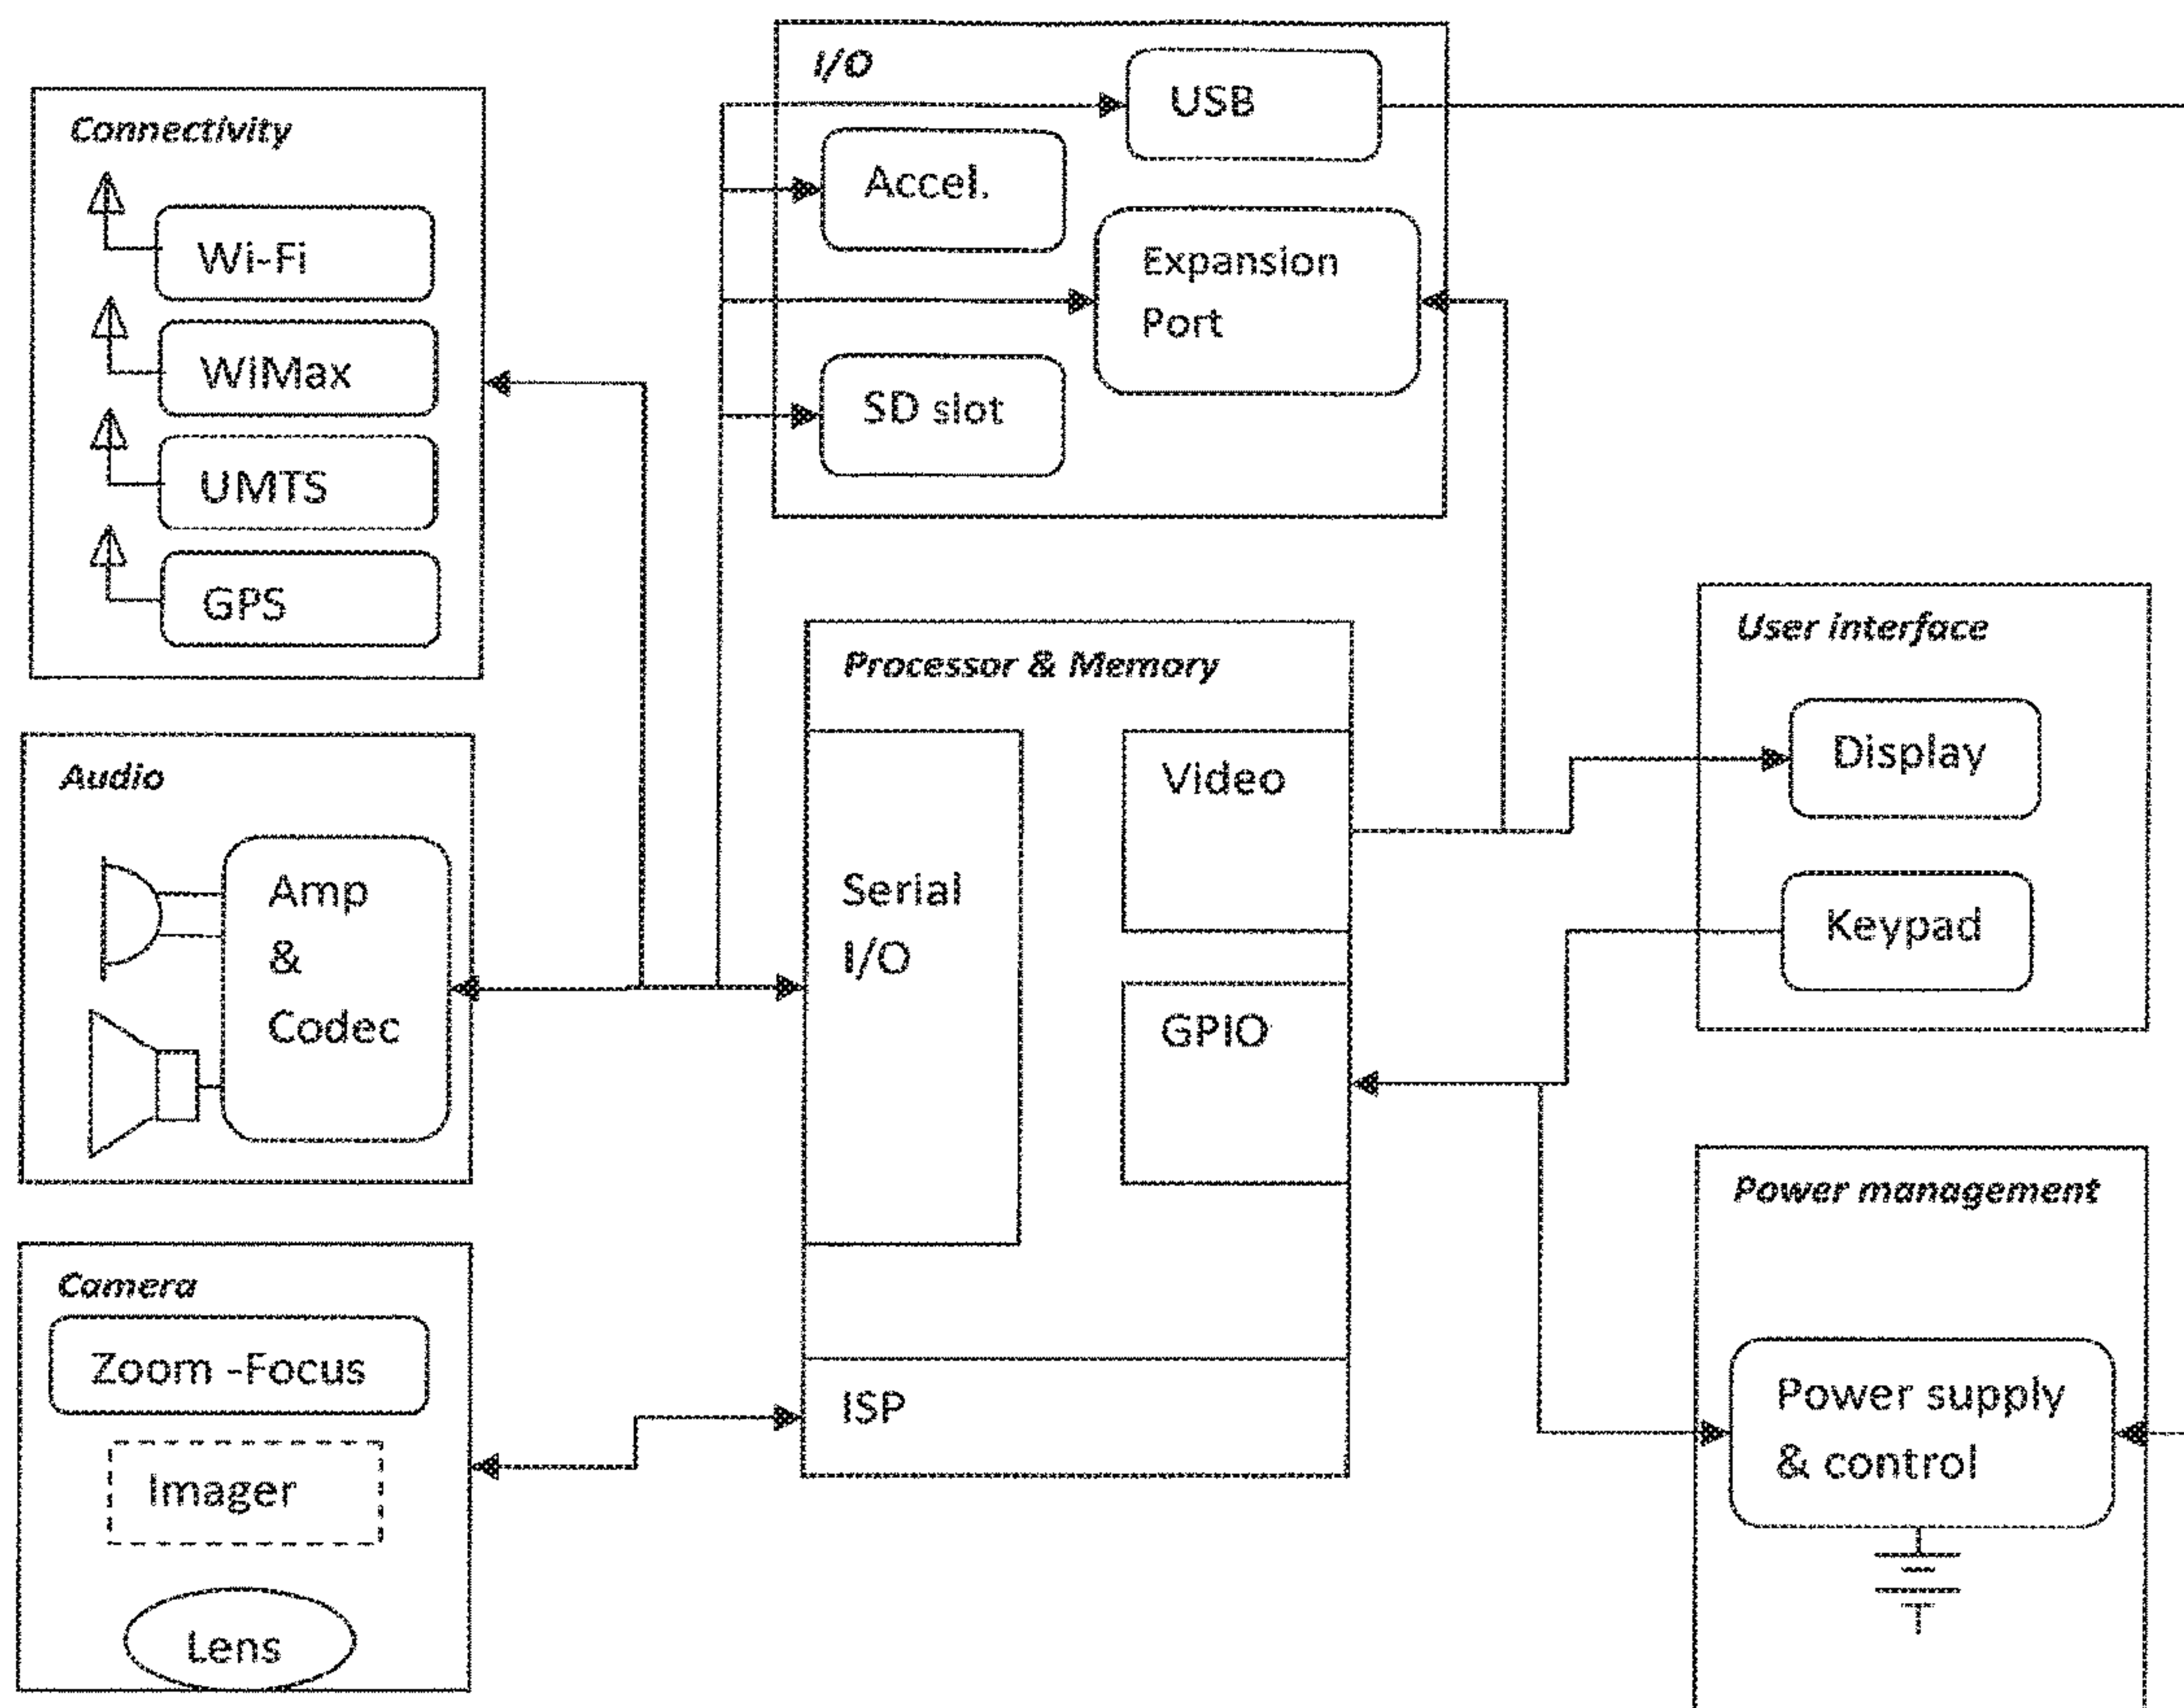 I/O
USB
Accel.
Expansion
Port
SD slot
Connectivity
Wi-Fi
WiMax
UMTS
GPS
Processor & Memory
Serial
I/O
Video
GPIO
ISP
User interface
Display
Keypad
Audio
Amp
&
Codec
Power management
Power supply
& control
Camera
Zoom -Focus
Imager
Lens